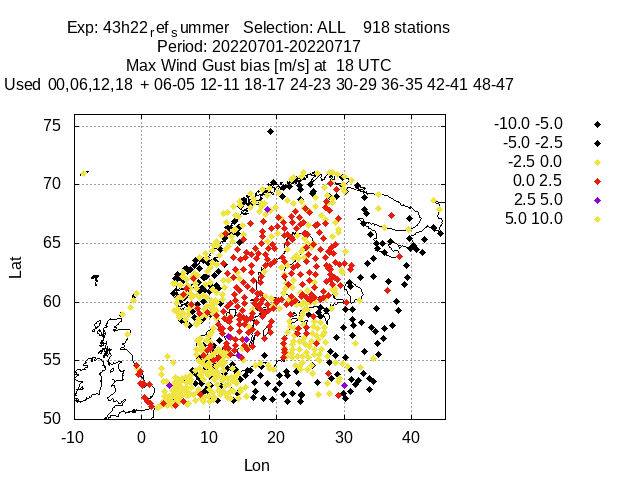 Exp: 43h22refsummer Selection: ALL 918 stations
Period: 20220701-20220717
Max Wind Gust bias [m/s] at 18 UTC
Used 00,06,12,18 + 06-05 12-11 18-17 24-23 30-29 36-35 42-41 48-47
-10.0 -5.0
-5.0 -2.5
-2.5 0.0
0.0 2.5
2.5 5.0
5.0 10.0
75
70
65
60
55
50
Lat
-10 0 10 20 30 40
Lon